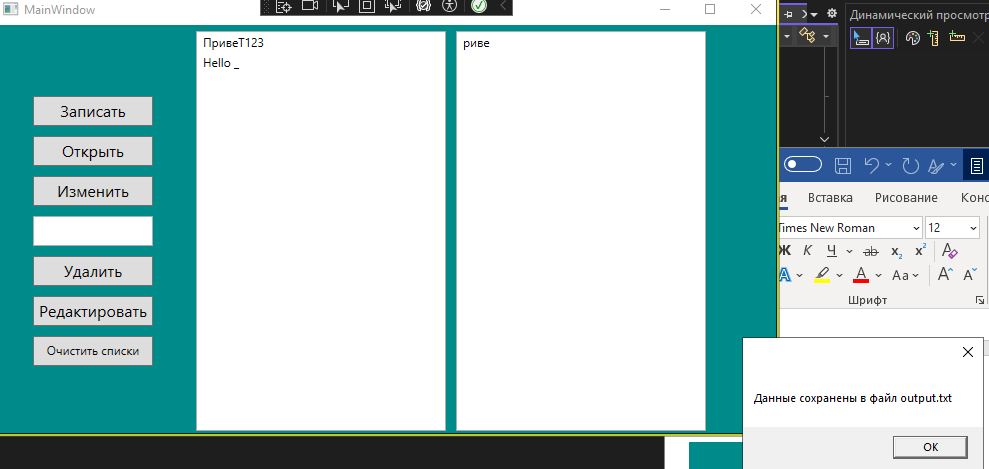 MainWindow
Динамический просмотр
ПривеТ123
Hello _
риве
Записать
Открыть
Изменить
Удалить
Редактировать
Очистить списки
Вставка
Рисование
Times New Roman
12
Ж К Ч ab x₂ x² A
A A Aa A A
Шрифт
Данные сохранены в файл output.txt
OK